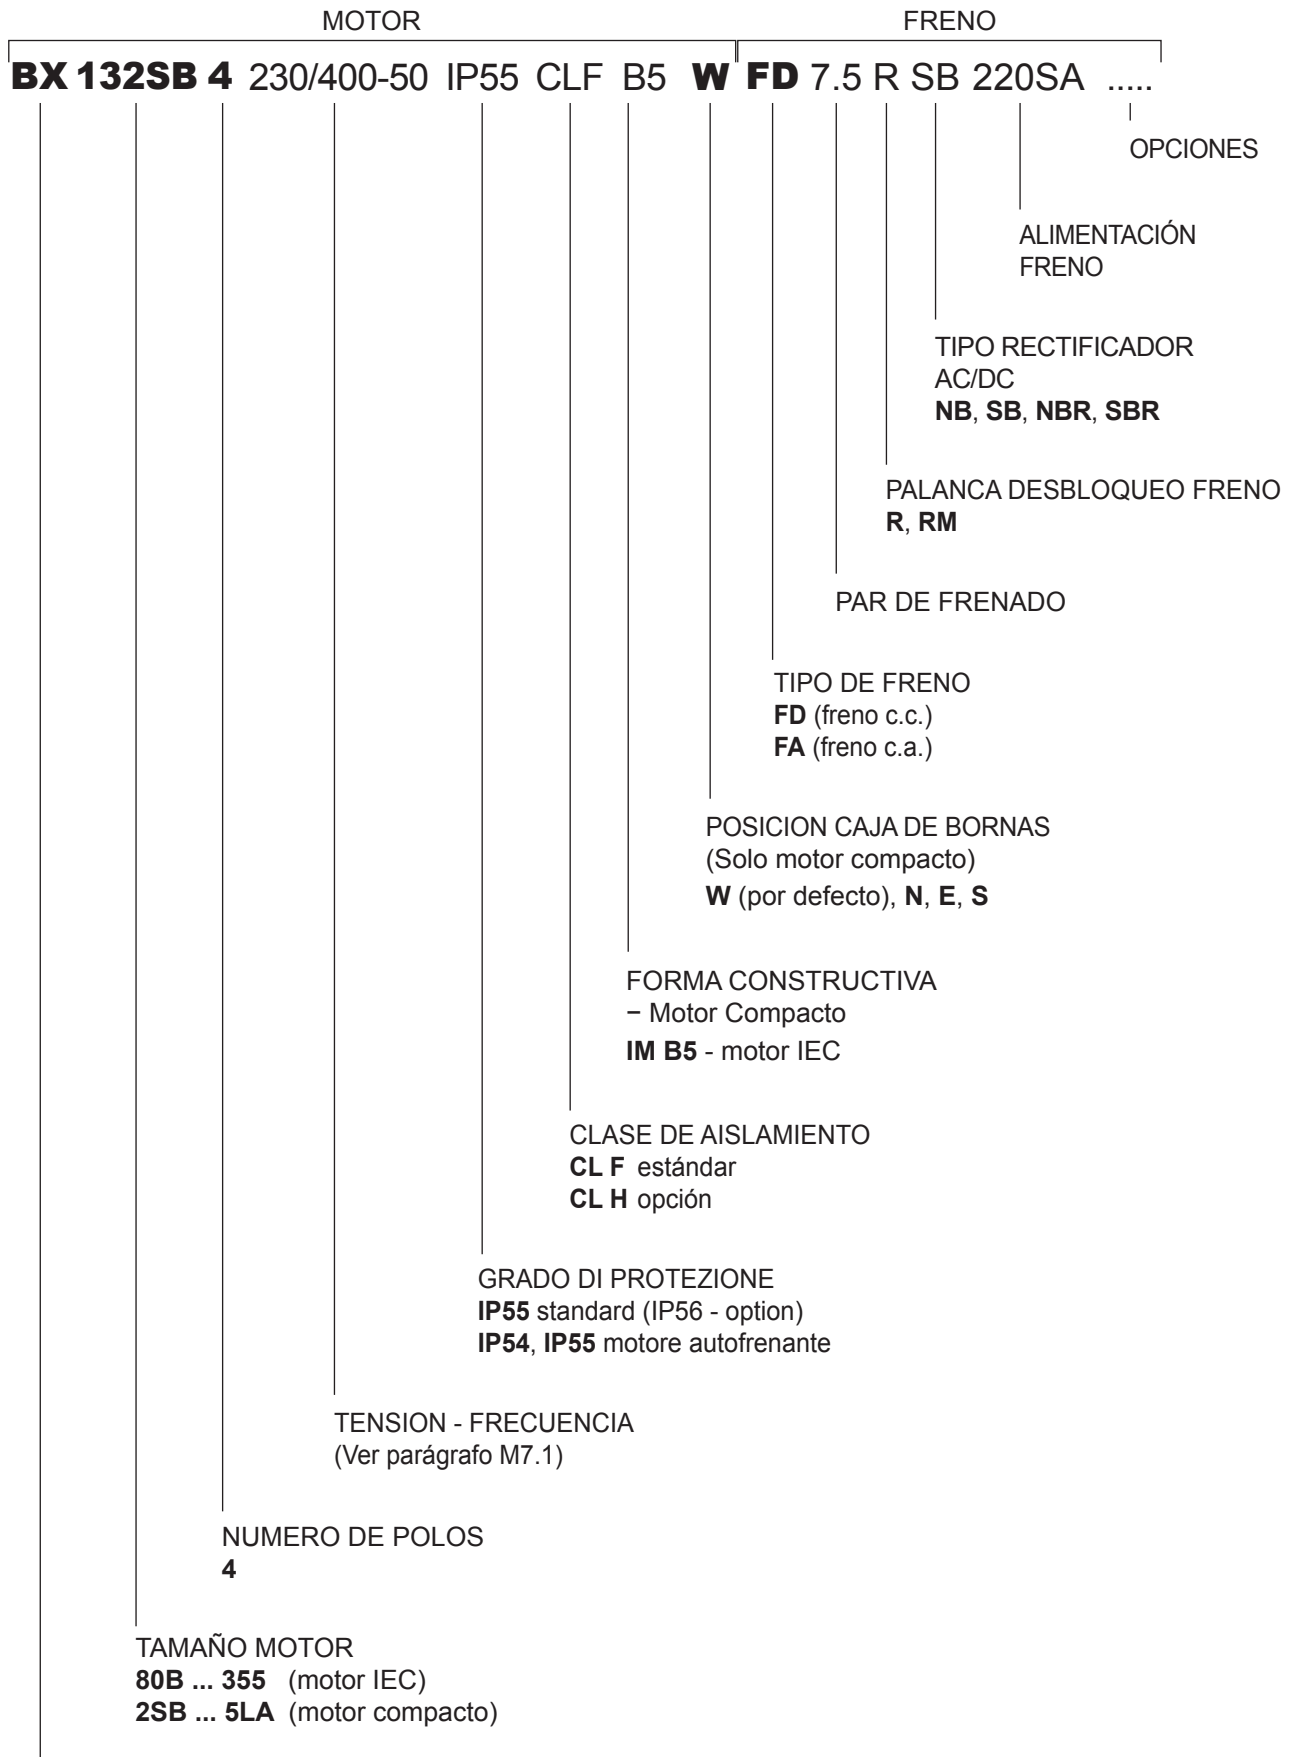 MOTOR FRENO
BX 132SB 4 230/400-50 IP55 CLF B5 W FD 7.5 R SB 220SA .....
OPCIONES
ALIMENTACIÓN
FRENO
TIPO RECTIFICADOR
AC/DC
NB, SB, NBR, SBR
PALANCA DESBLOQUEO FRENO
R, RM
PAR DE FRENADO
TIPO DE FRENO
FD (freno c.c.)
FA (freno c.a.)
POSICION CAJA DE BORNAS
(Solo motor compacto)
W (por defecto), N, E, S
FORMA CONSTRUCTIVA
− Motor Compacto
IM B5 - motor IEC
CLASE DE AISLAMIENTO
CL F estándar
CL H opción
GRADO DI PROTEZIONE
IP55 standard (IP56 - option)
IP54, IP55 motore autofrenante
TENSION - FRECUENCIA
(Ver parágrafo M7.1)
NUMERO DE POLOS
4
TAMAÑO MOTOR
80B ... 355 (motor IEC)
2SB ... 5LA (motor compacto)